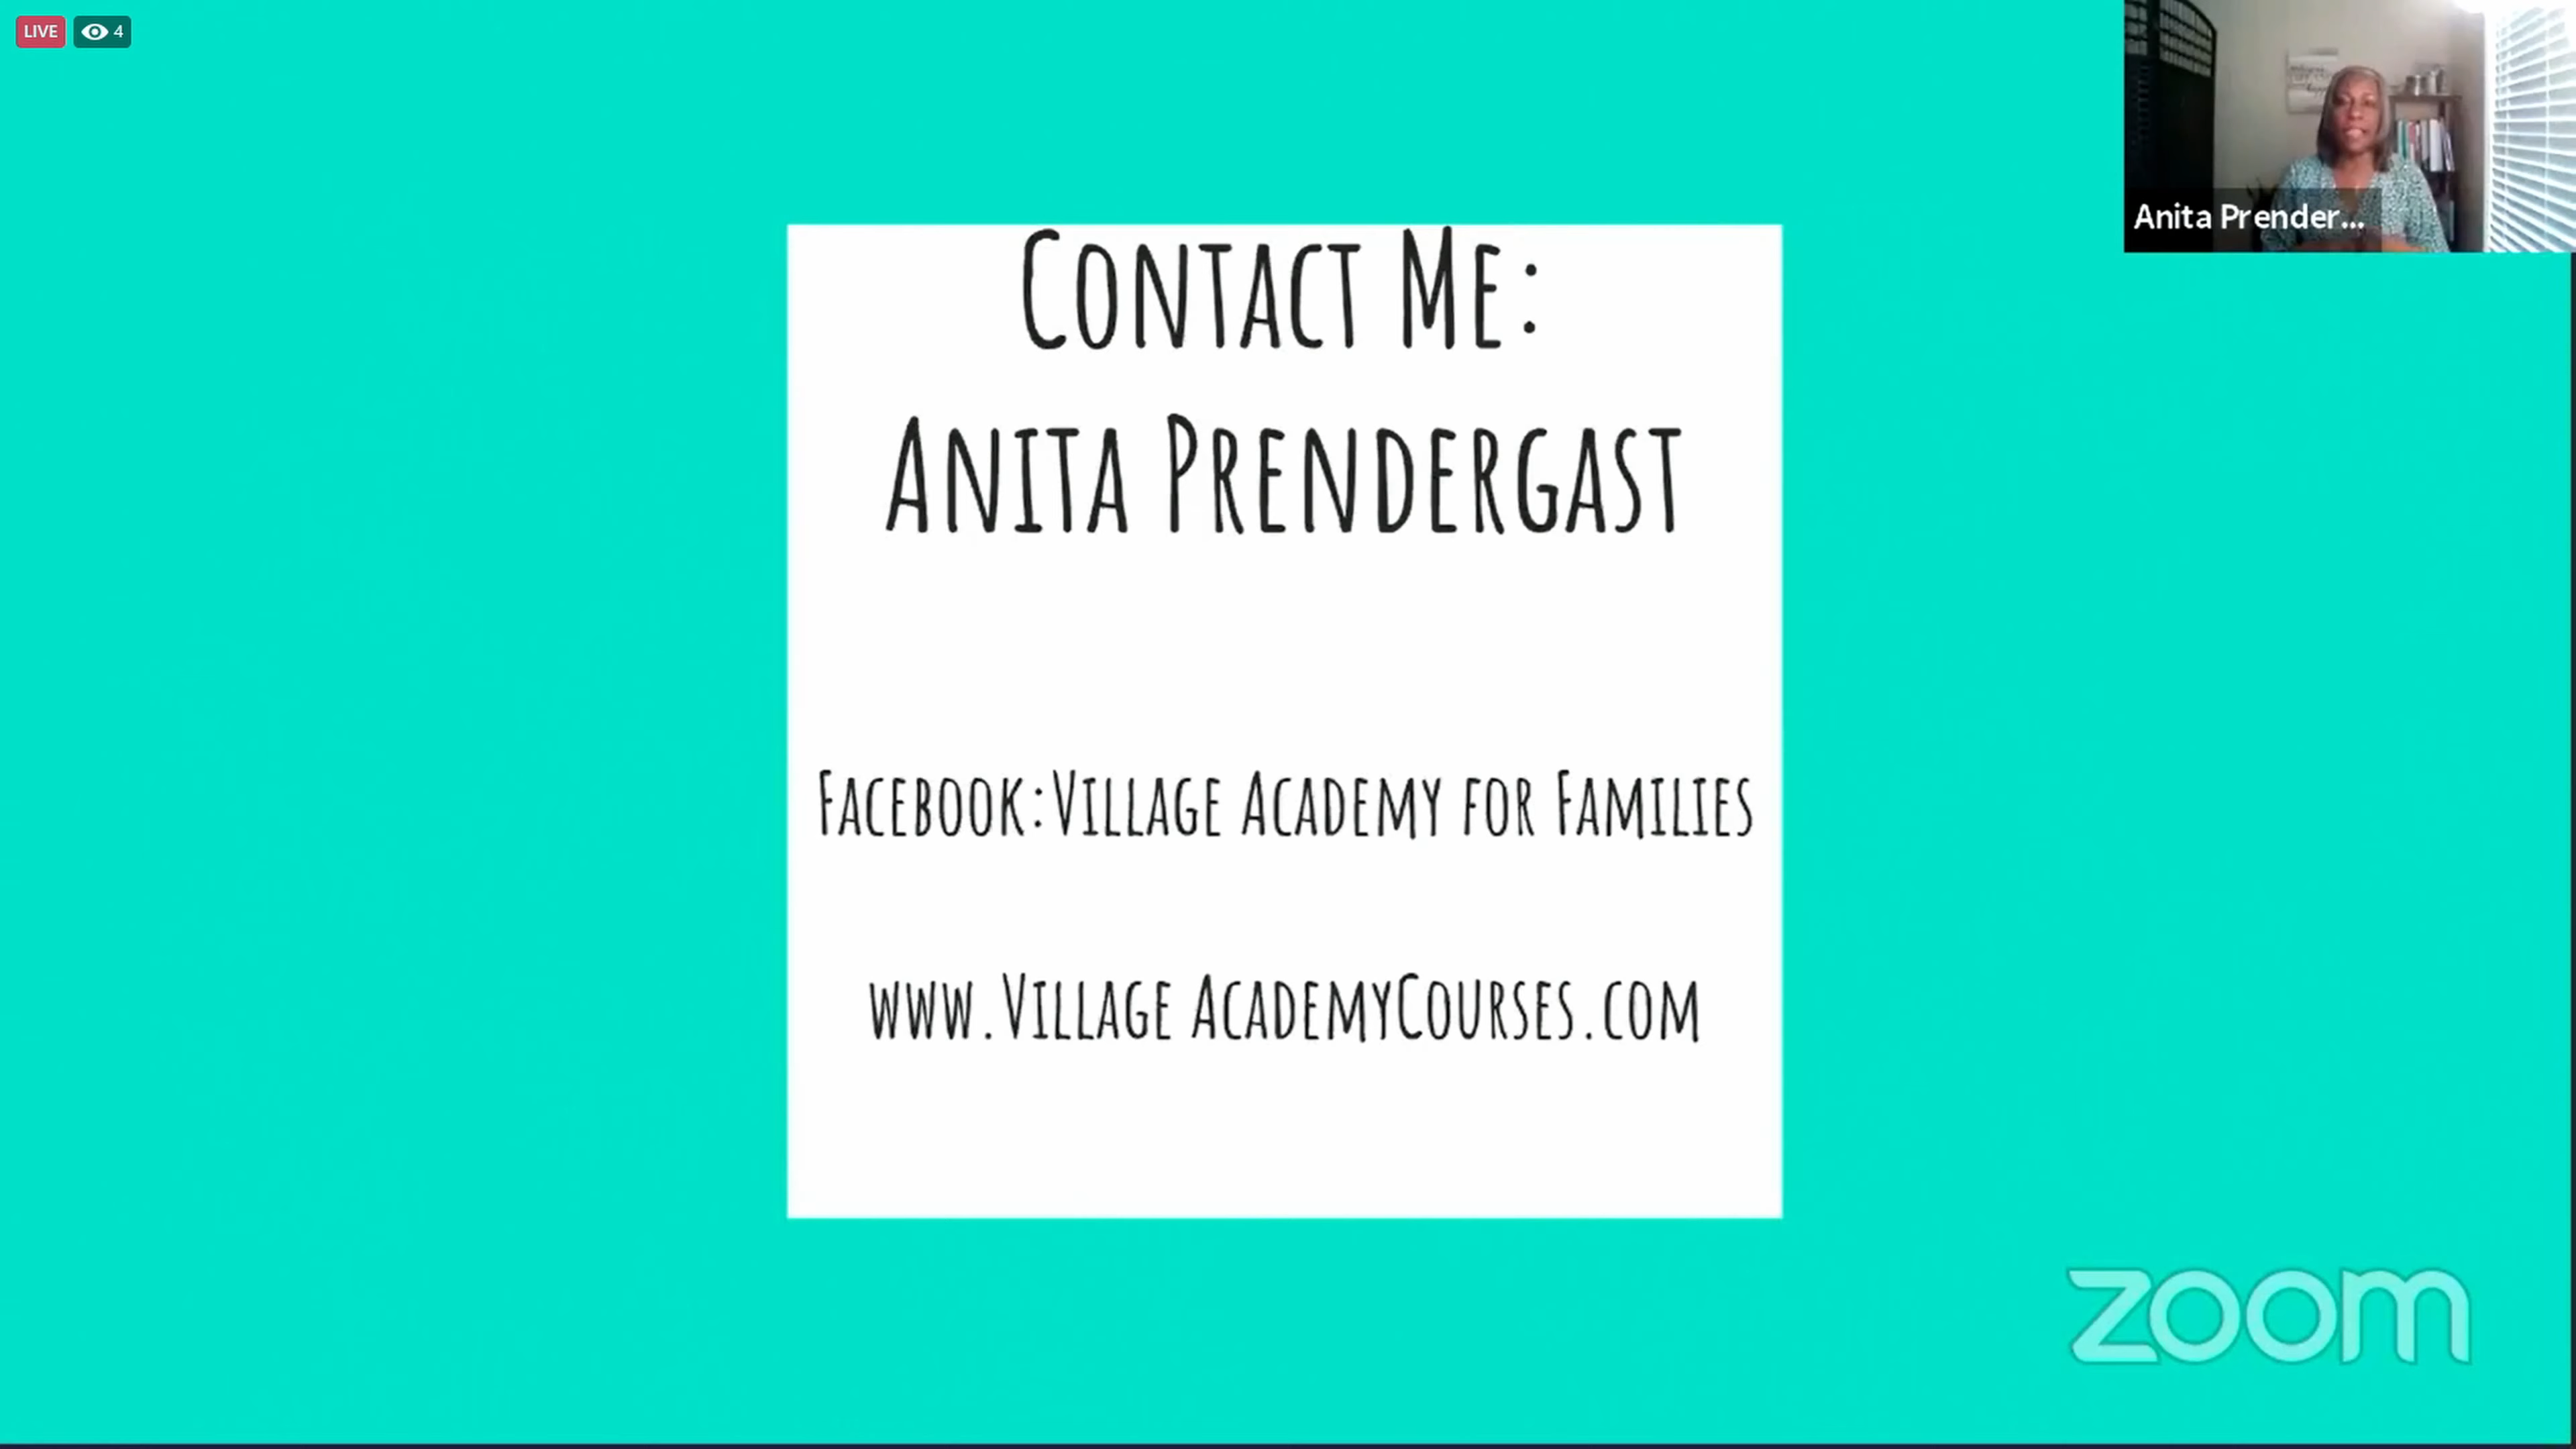 LIVE 4
Anita Prender...
Contact Me:
Anita Prendergast
Facebook:Village Academy for Families
www.Village AcademyCourses.com
zoom